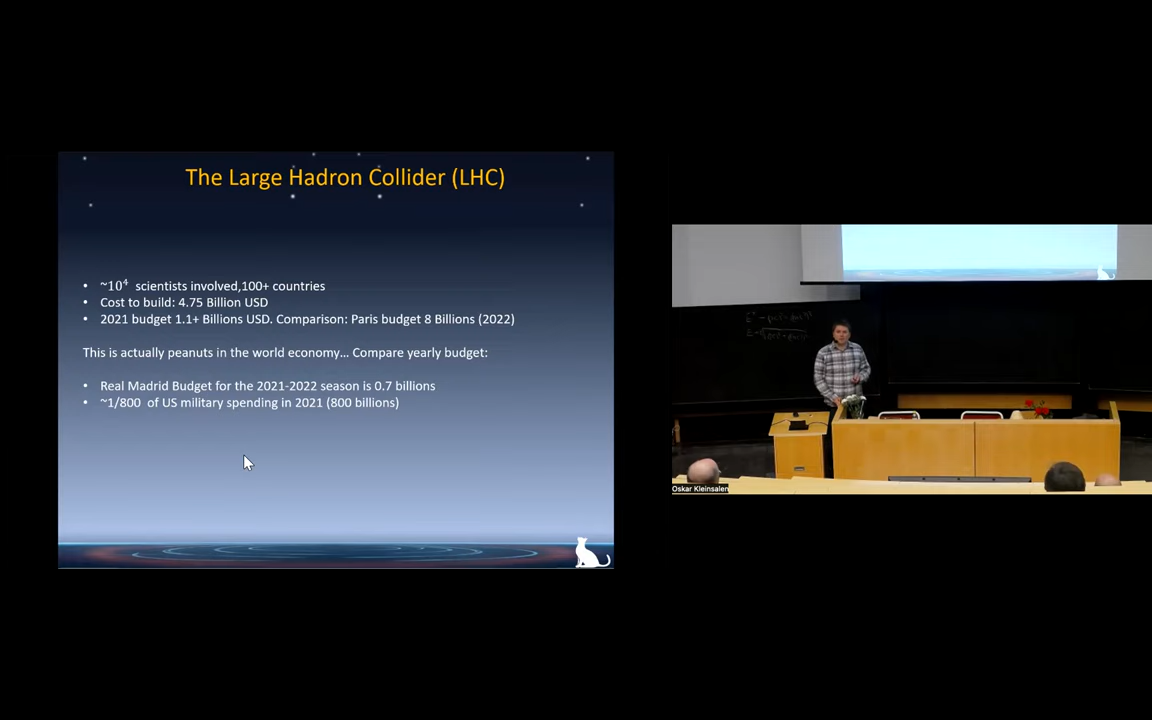 The Large Hadron Collider (LHC)
• ~10⁴ scientists involved,100+ countries
• Cost to build: 4.75 Billion USD
• 2021 budget 1.1+ Billions USD. Comparison: Paris budget 8 Billions (2022)
This is actually peanuts in the world economy... Compare yearly budget:
• Real Madrid Budget for the 2021-2022 season is 0.7 billions
• ~1/800 of US military spending in 2021 (800 billions)
Oskar Kleinsalen